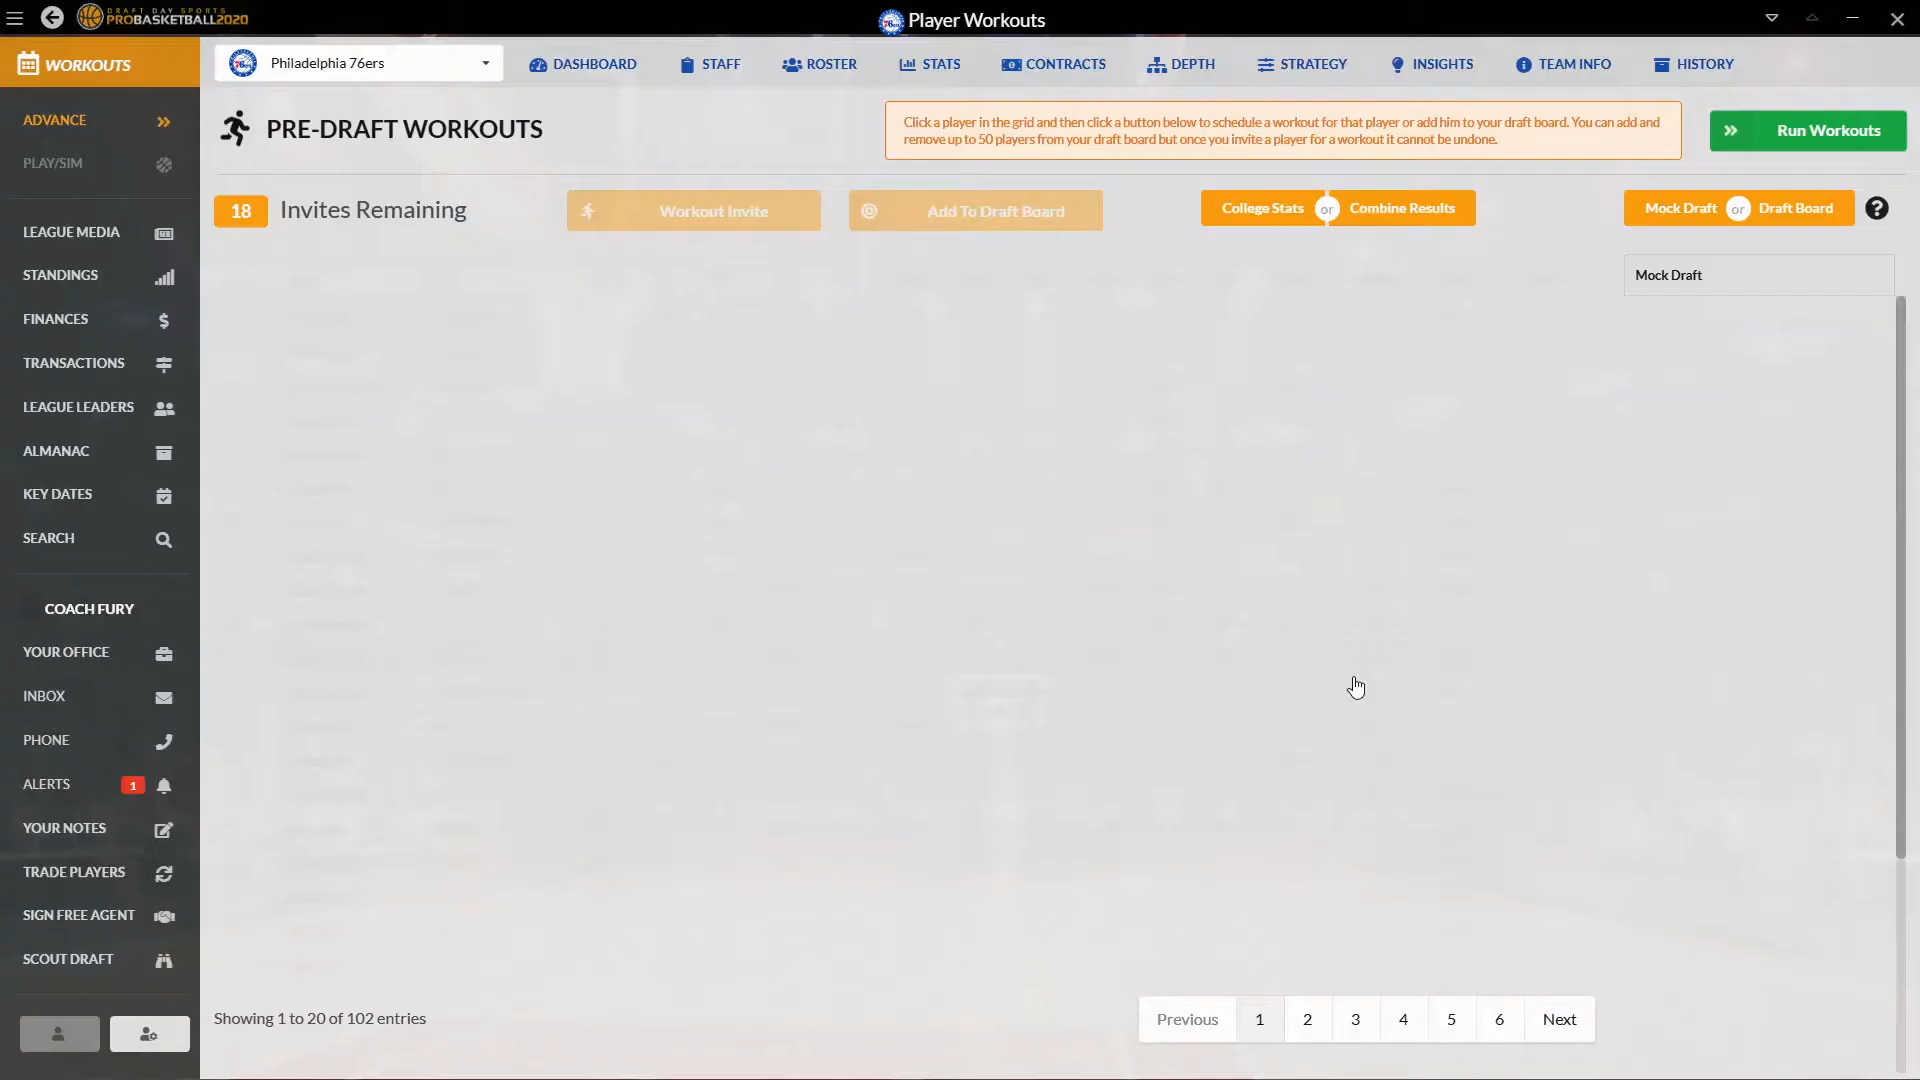 DRAFT DAY SPORTS
PROBASKETBALL2020
Player Workouts
WORKOUTS
Philadelphia 76ers
DASHBOARD
STAFF
ROSTER
STATS
CONTRACTS
DEPTH
STRATEGY
INSIGHTS
TEAM INFO
HISTORY
ADVANCE
PLAY/SIM
PRE-DRAFT WORKOUTS
Click a player in the grid and then click a button below to schedule a workout for that player or add him to your draft board. You can add and
remove up to 50 players from your draft board but once you invite a player for a workout it cannot be undone.
Run Workouts
18 Invites Remaining
Workout Invite
Add To Draft Board
College Stats or Combine Results
Mock Draft or Draft Board
?
Mock Draft
LEAGUE MEDIA
STANDINGS
FINANCES
TRANSACTIONS
LEAGUE LEADERS
ALMANAC
KEY DATES
SEARCH
COACH FURY
YOUR OFFICE
INBOX
PHONE
ALERTS 1
YOUR NOTES
TRADE PLAYERS
SIGN FREE AGENT
SCOUT DRAFT
Showing 1 to 20 of 102 entries
Previous 1 2 3 4 5 6 Next